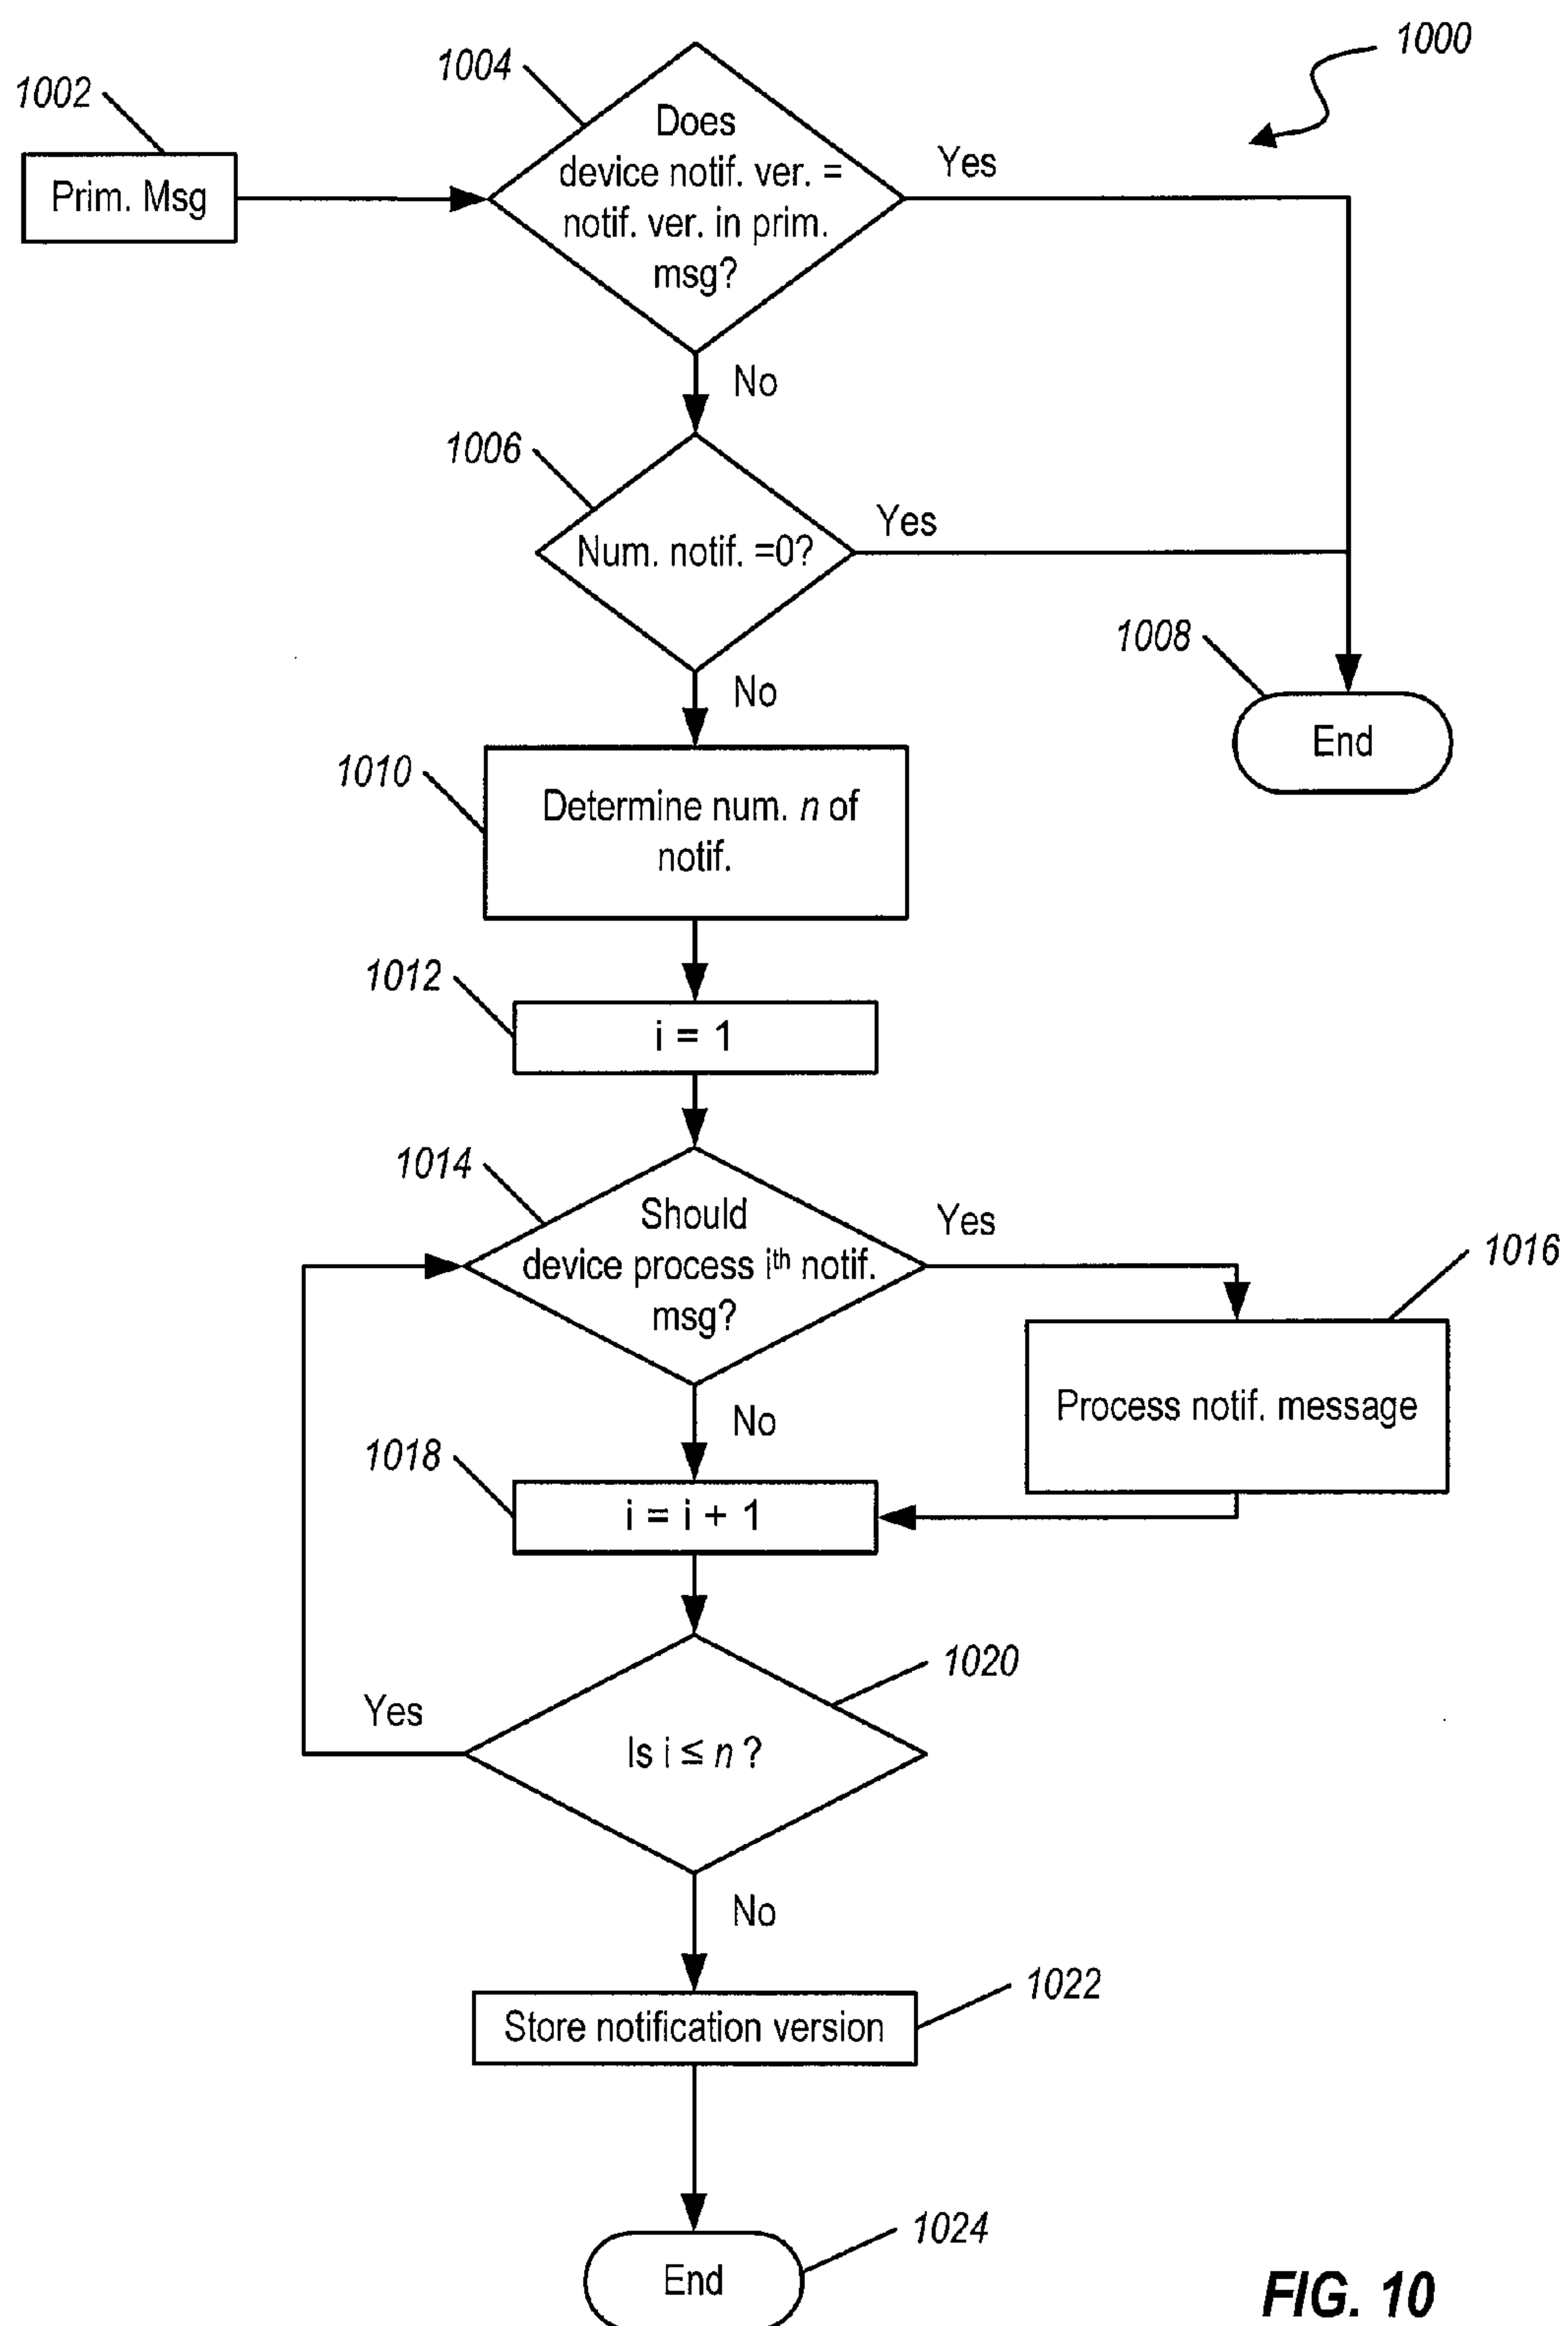 1000
1002
Prim. Msg
1004
Does
device notif. ver. =
notif. ver. in prim.
msg?
Yes
No
1006
Num. notif. =0?
Yes
No
1008
End
1010
Determine num. n of
notif.
1012
i = 1
1014
Should
device process ith notif.
msg?
Yes
No
1016
Process notif. message
1018
i = i + 1
1020
Is i ≤ n ?
Yes
No
1022
Store notification version
1024
End
FIG. 10